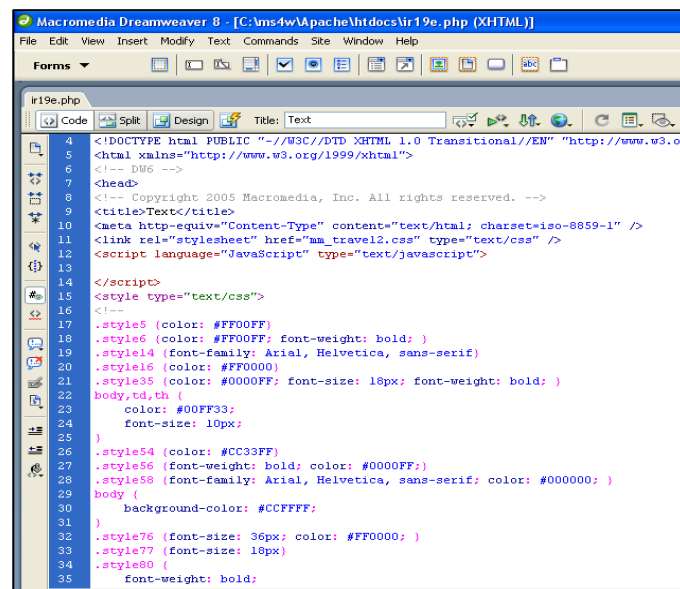 Macromedia Dreamweaver 8 - [C:\ms4w\Apache\htdocs\ir19e.php (XHTML)]
File Edit View Insert Modify Text Commands Site Window Help
Forms
abc
ir19e.php
Code Split Design Title: Text
4 <!DOCTYPE html PUBLIC "-//W3C//DTD XHTML 1.0 Transitional//EN" "http://www.w3.o
5 <html xmlns="http://www.w3.org/1999/xhtml">
6 <!-- DW6 -->
7 <head>
8 <!-- Copyright 2005 Macromedia, Inc. All rights reserved. -->
9 <title>Text</title>
10 <meta http-equiv="Content-Type" content="text/html; charset=iso-8859-1" />
11 <link rel="stylesheet" href="mm_travel2.css" type="text/css" />
12 <script language="JavaScript" type="text/javascript">
13
14 </script>
15 <style type="text/css">
16 <!--
17 .style5 {color: #FF00FF}
18 .style6 {color: #FF00FF; font-weight: bold; }
19 .style14 {font-family: Arial, Helvetica, sans-serif}
20 .style16 {color: #FF0000}
21 .style35 {color: #0000FF; font-size: 18px; font-weight: bold; }
22 body,td,th {
23 color: #00FF33;
24 font-size: 10px;
25 }
26 .style54 {color: #CC33FF}
27 .style56 {font-weight: bold; color: #0000FF;}
28 .style58 {font-family: Arial, Helvetica, sans-serif; color: #000000; }
29 body {
30 background-color: #CCFFFF;
31 }
32 .style76 {font-size: 36px; color: #FF0000; }
33 .style77 {font-size: 18px}
34 .style80 {
35 font-weight: bold;